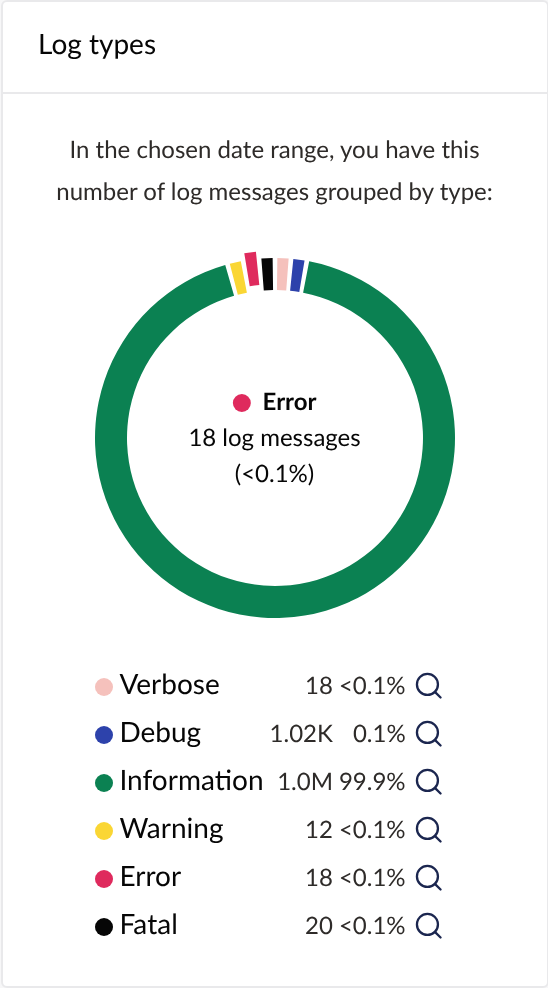 Log types
In the chosen date range, you have this
number of log messages grouped by type:
Error
18 log messages
(<0.1%)
Verbose 18 <0.1%
Debug 1.02K 0.1%
Information 1.0M 99.9%
Warning 12 <0.1%
Error 18 <0.1%
Fatal 20 <0.1%